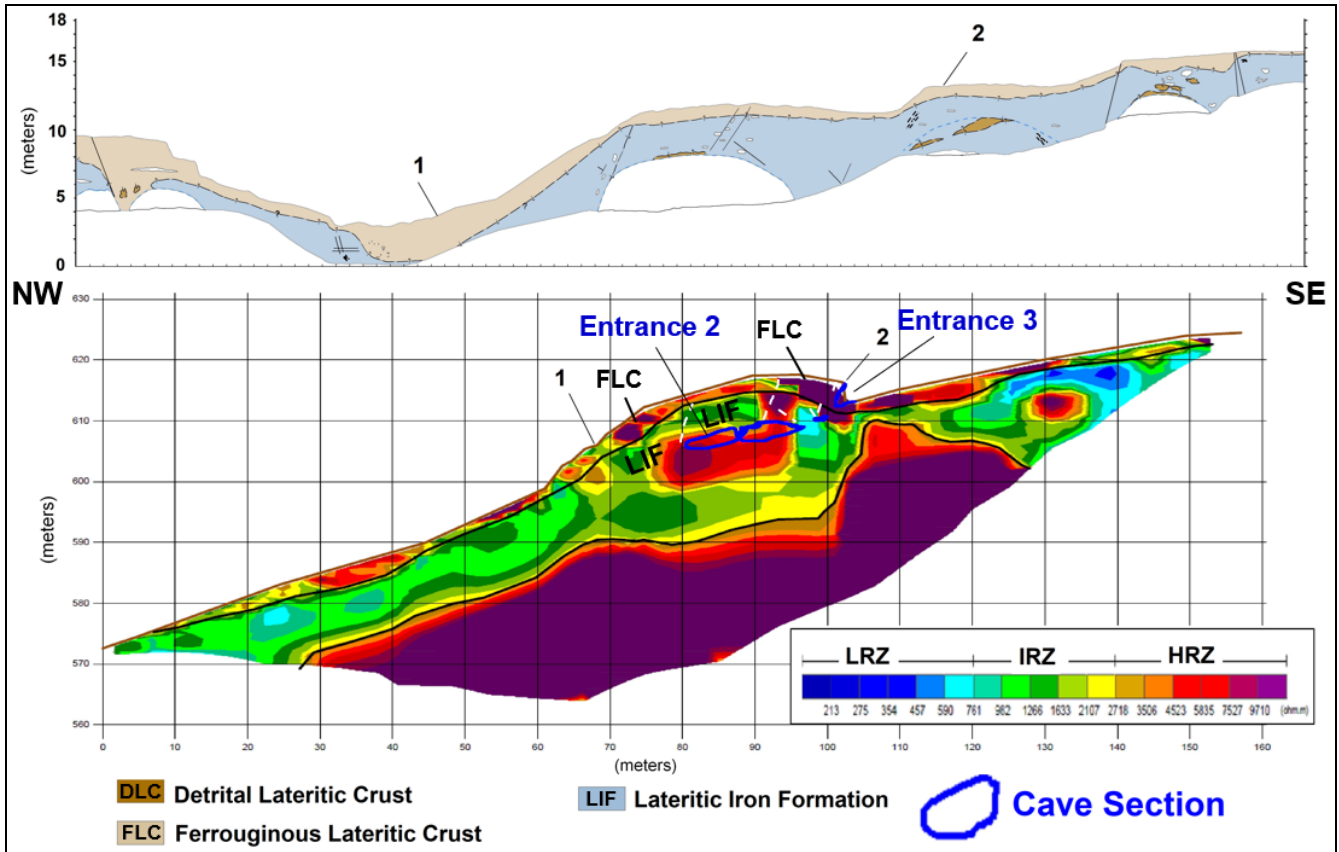 18
15
10
5
0
(meters)
1
2
NW
SE
630
620
610
600
590
580
570
560
(meters)
Entrance 2
FLC
2
Entrance 3
1
FLC
LIF
LIF
LRZ IRZ HRZ
213 275 354 457 590 761 982 1266 1633 2107 2718 3506 4523 5835 7527 9710 (ohm.m)
0 10 20 30 40 50 60 70 80 90 100 110 120 130 140 150 160
(meters)
DLC Detrital Lateritic Crust
LIF Lateritic Iron Formation
Cave Section
FLC Ferrouginous Lateritic Crust